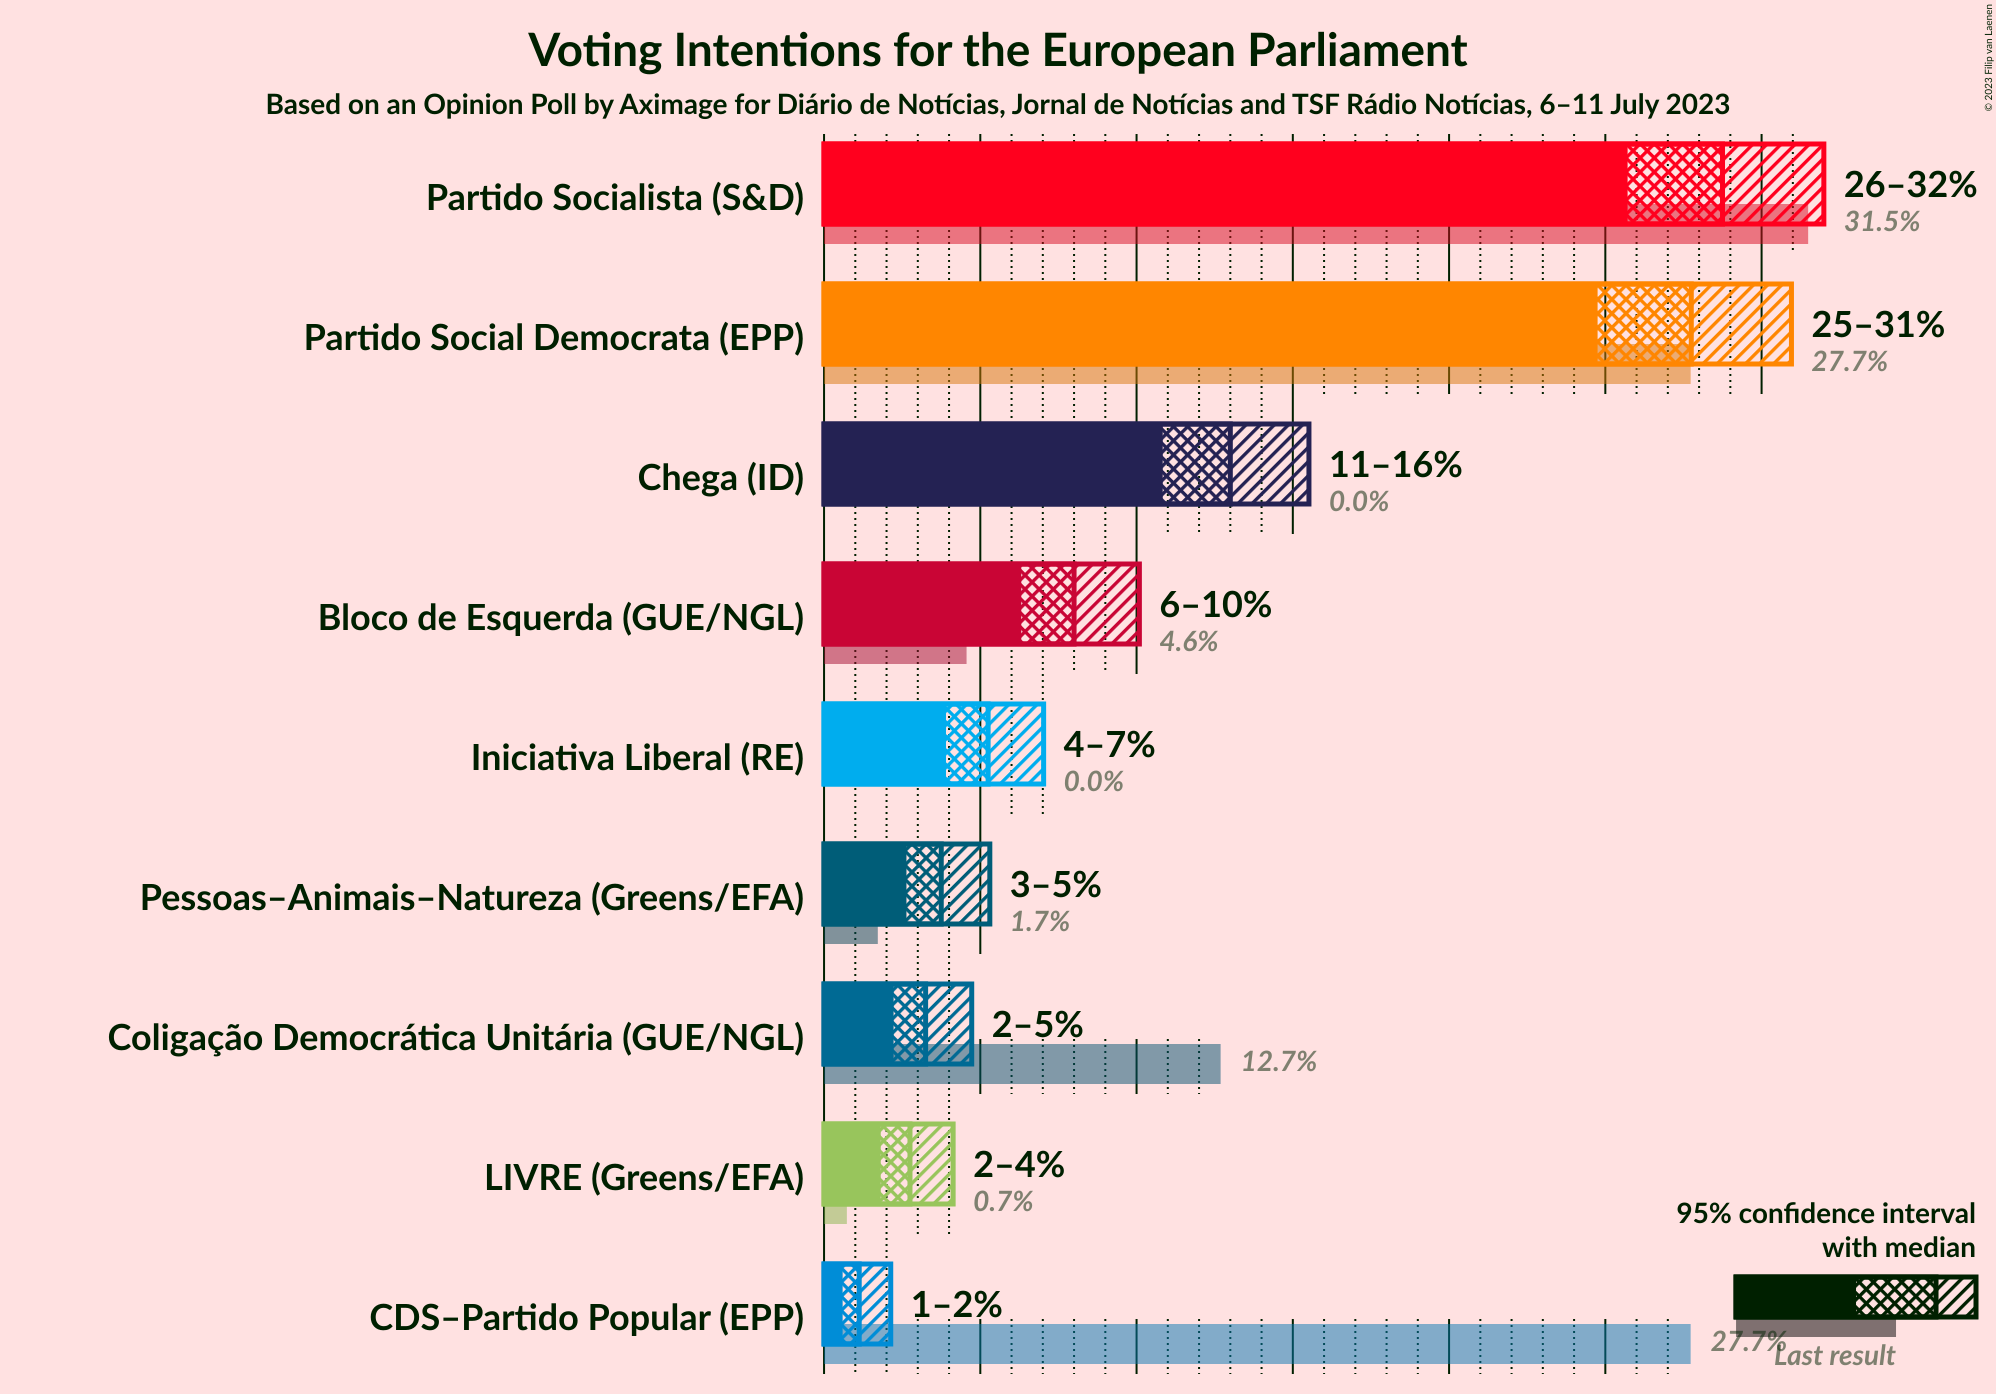 Voting Intentions for the European Parliament
Based on an Opinion Poll by Aximage for Diário de Notícias, Jornal de Notícias and TSF Rádio Notícias, 6–11 July 2023
© 2023 Filip van Laenen
Partido Socialista (S&D)
26–32%
31.5%
Partido Social Democrata (EPP)
25–31%
27.7%
Chega (ID)
11–16%
0.0%
Bloco de Esquerda (GUE/NGL)
6–10%
4.6%
Iniciativa Liberal (RE)
4–7%
0.0%
Pessoas–Animais–Natureza (Greens/EFA)
3–5%
1.7%
Coligação Democrática Unitária (GUE/NGL)
2–5%
12.7%
LIVRE (Greens/EFA)
2–4%
0.7%
CDS–Partido Popular (EPP)
1–2%
27.7%
95% confidence interval
with median
Last result